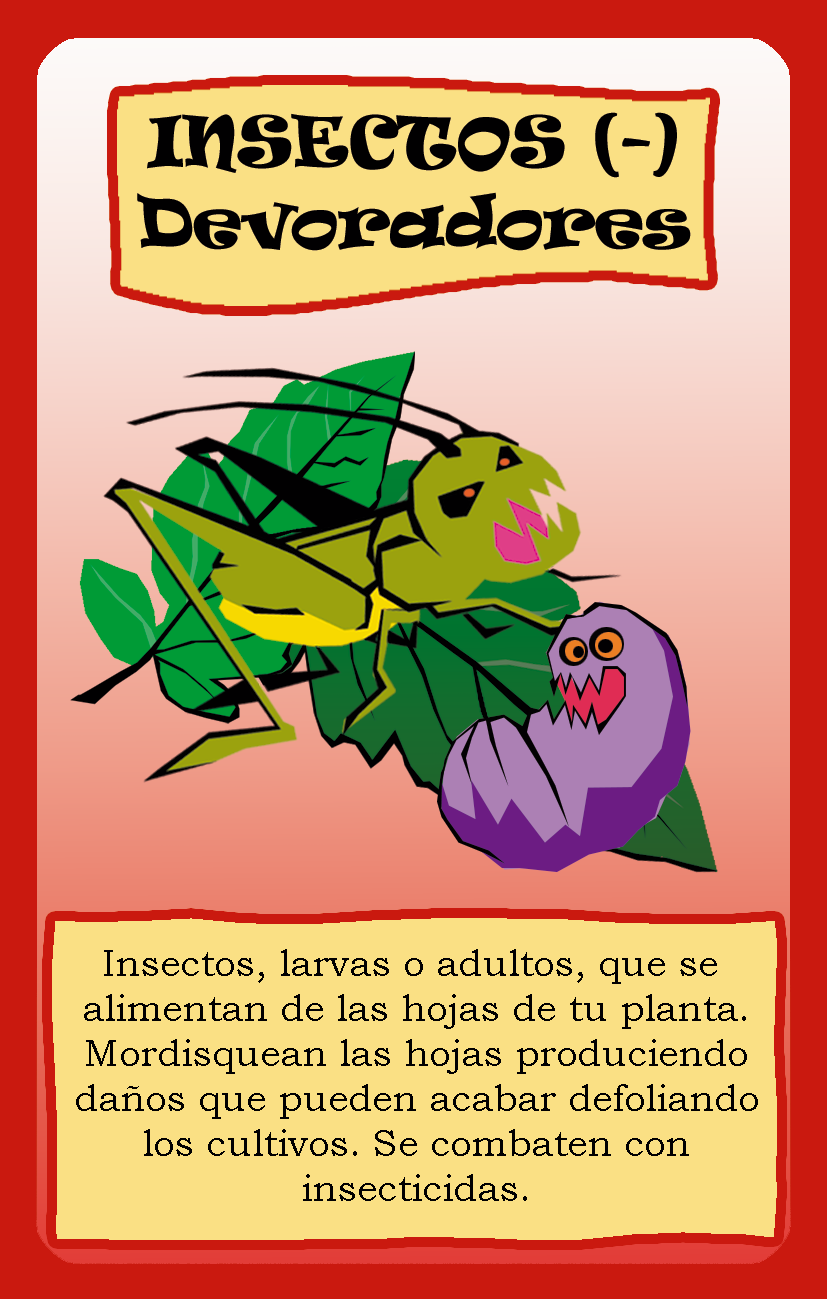 INSECTOS (-)
Devoradores
Insectos, larvas o adultos, que se
alimentan de las hojas de tu planta.
Mordisquean las hojas produciendo
daños que pueden acabar defoliando
los cultivos. Se combaten con
insecticidas.